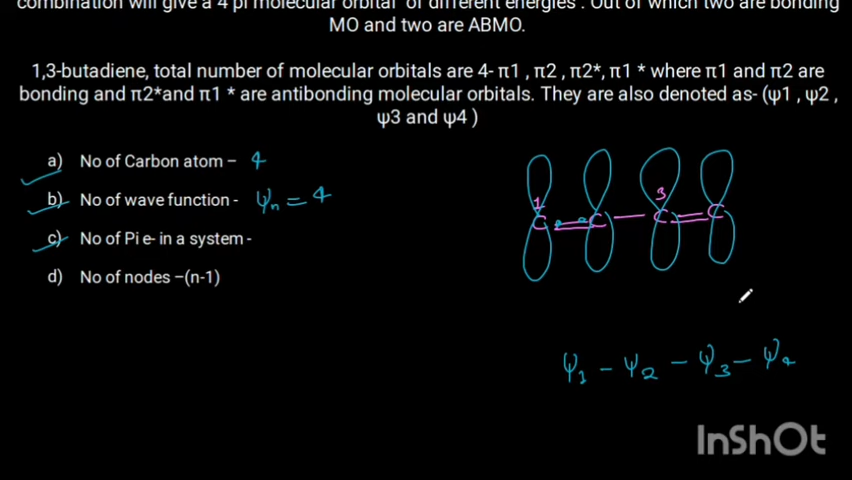 combination will give a 4 pi molecular orbital of different energies . Out of which two are bonding
MO and two are ABMO.
1,3-butadiene, total number of molecular orbitals are 4- π1 , π2 , π2*, π1 * where π1 and π2 are
bonding and π2*and π1 * are antibonding molecular orbitals. They are also denoted as- (ψ1 , ψ2 ,
ψ3 and ψ4 )
a) No of Carbon atom – 4
b) No of wave function - ψn = 4
c) No of Pi e- in a system-
d) No of nodes –(n-1)
1 3
C = C — C = C
ψ1 – ψ2 – ψ3 – ψ4
InShOt